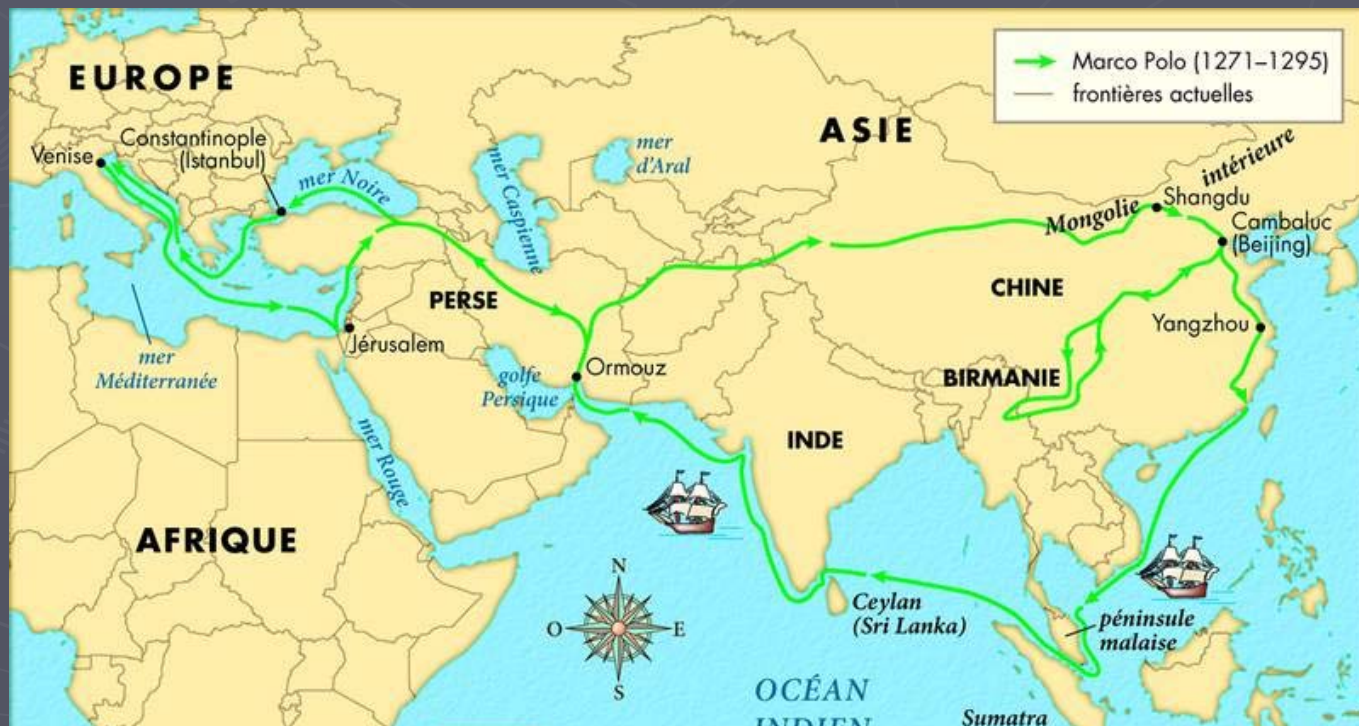 Marco Polo (1271–1295)
frontières actuelles
EUROPE
ASIE
Constantinople
(Istanbul)
Venise
mer Noire
mer Caspienne
mer
d'Aral
intérieure
Mongolie
Shangdu
Cambaluc
(Beijing)
PERSE
CHINE
Jérusalem
Yangzhou
mer
Méditerranée
golfe
Persique
Ormouz
BIRMANIE
mer Rouge
INDE
AFRIQUE
N
O
E
S
Ceylan
(Sri Lanka)
péninsule
malaise
OCÉAN
INDIEN
Sumatra